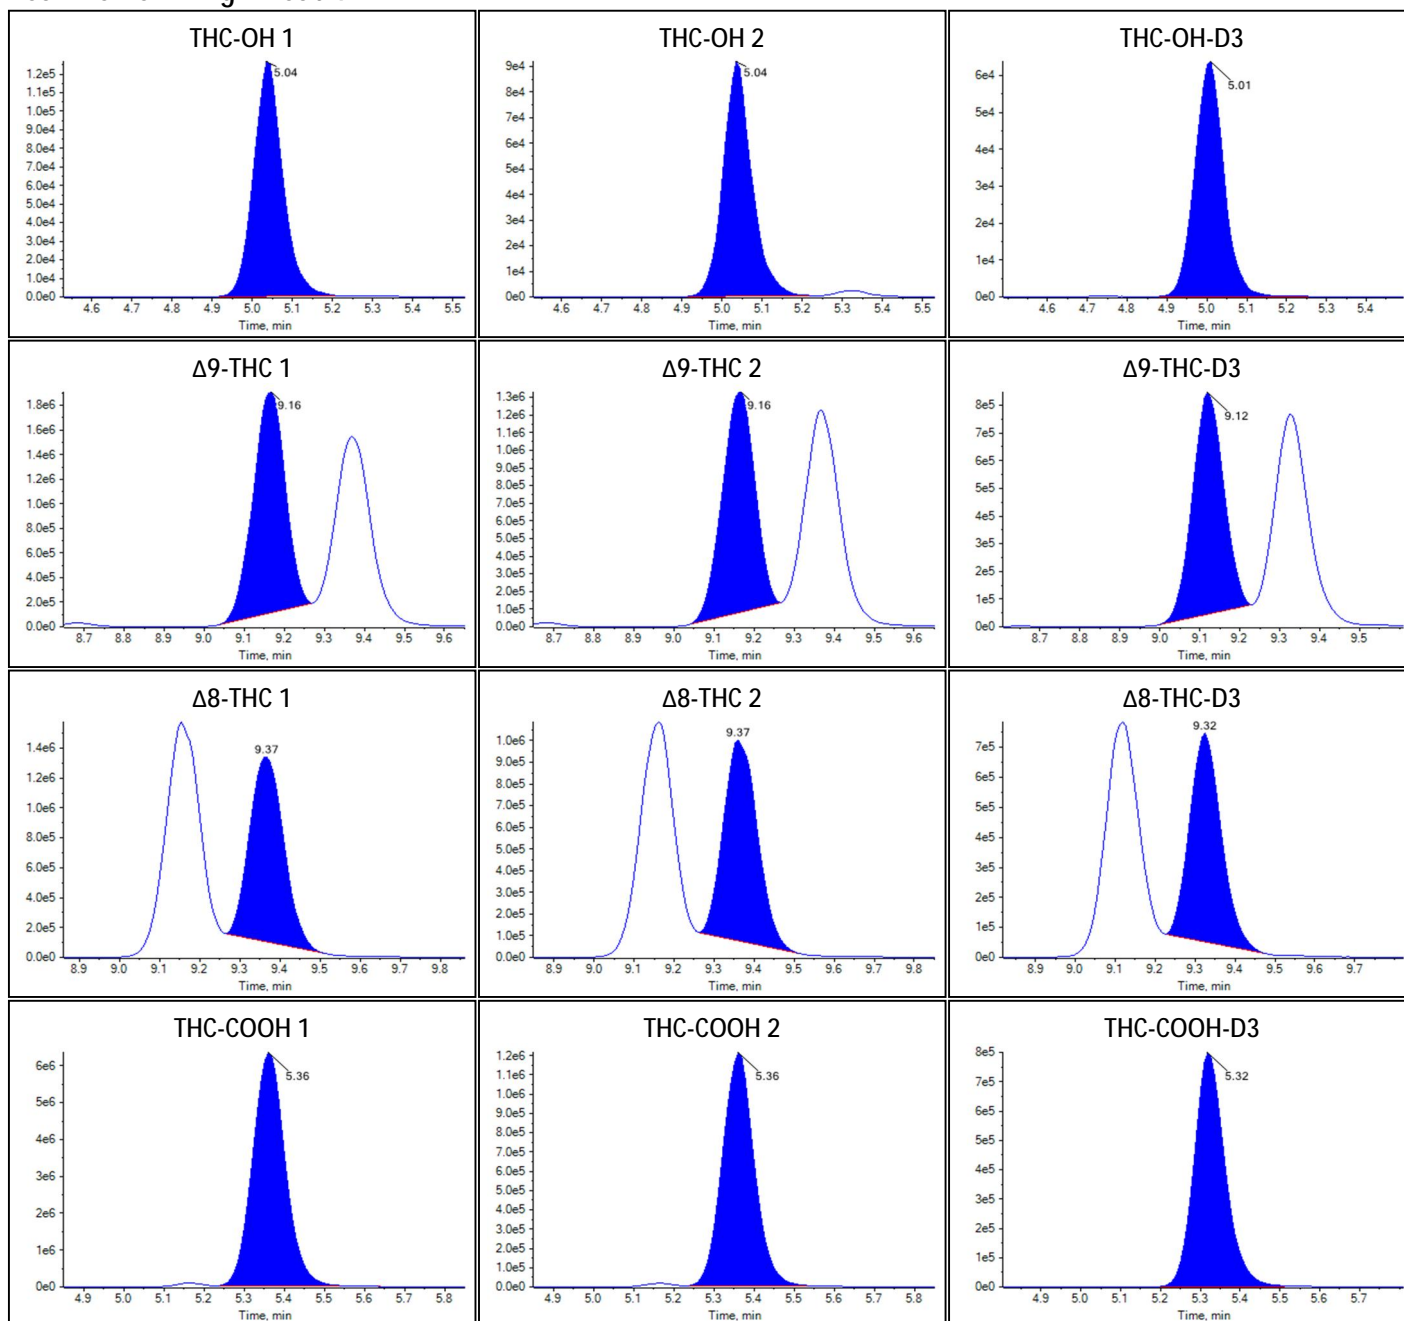 THC-OH 1
1.2e5
1.1e5
1.0e5
9.0e4
8.0e4
7.0e4
6.0e4
5.0e4
4.0e4
3.0e4
2.0e4
1.0e4
0.0e0
5.04
4.6 4.7 4.8 4.9 5.0 5.1 5.2 5.3 5.4 5.5
Time, min
THC-OH 2
9e4
8e4
7e4
6e4
5e4
4e4
3e4
2e4
1e4
0e0
5.04
4.6 4.7 4.8 4.9 5.0 5.1 5.2 5.3 5.4 5.5
Time, min
THC-OH-D3
6e4
5e4
4e4
3e4
2e4
1e4
0e0
5.01
4.6 4.7 4.8 4.9 5.0 5.1 5.2 5.3 5.4
Time, min
Δ9-THC 1
1.8e6
1.6e6
1.4e6
1.2e6
1.0e6
8.0e5
6.0e5
4.0e5
2.0e5
0.0e0
9.16
8.7 8.8 8.9 9.0 9.1 9.2 9.3 9.4 9.5 9.6
Time, min
Δ9-THC 2
1.3e6
1.2e6
1.1e6
1.0e6
9.0e5
8.0e5
7.0e5
6.0e5
5.0e5
4.0e5
3.0e5
2.0e5
1.0e5
0.0e0
9.16
8.7 8.8 8.9 9.0 9.1 9.2 9.3 9.4 9.5 9.6
Time, min
Δ9-THC-D3
8e5
7e5
6e5
5e5
4e5
3e5
2e5
1e5
0e0
9.12
8.7 8.8 8.9 9.0 9.1 9.2 9.3 9.4 9.5
Time, min
Δ8-THC 1
1.4e6
1.2e6
1.0e6
8.0e5
6.0e5
4.0e5
2.0e5
0.0e0
9.37
8.9 9.0 9.1 9.2 9.3 9.4 9.5 9.6 9.7 9.8
Time, min
Δ8-THC 2
1.0e6
9.0e5
8.0e5
7.0e5
6.0e5
5.0e5
4.0e5
3.0e5
2.0e5
1.0e5
0.0e0
9.37
8.9 9.0 9.1 9.2 9.3 9.4 9.5 9.6 9.7 9.8
Time, min
Δ8-THC-D3
7e5
6e5
5e5
4e5
3e5
2e5
1e5
0e0
9.32
8.9 9.0 9.1 9.2 9.3 9.4 9.5 9.6 9.7
Time, min
THC-COOH 1
6e6
5e6
4e6
3e6
2e6
1e6
0e0
5.36
4.9 5.0 5.1 5.2 5.3 5.4 5.5 5.6 5.7 5.8
Time, min
THC-COOH 2
1.2e6
1.1e6
1.0e6
9.0e5
8.0e5
7.0e5
6.0e5
5.0e5
4.0e5
3.0e5
2.0e5
1.0e5
0.0e0
5.36
4.9 5.0 5.1 5.2 5.3 5.4 5.5 5.6 5.7 5.8
Time, min
THC-COOH-D3
8e5
7e5
6e5
5e5
4e5
3e5
2e5
1e5
0e0
5.32
4.9 5.0 5.1 5.2 5.3 5.4 5.5 5.6 5.7
Time, min